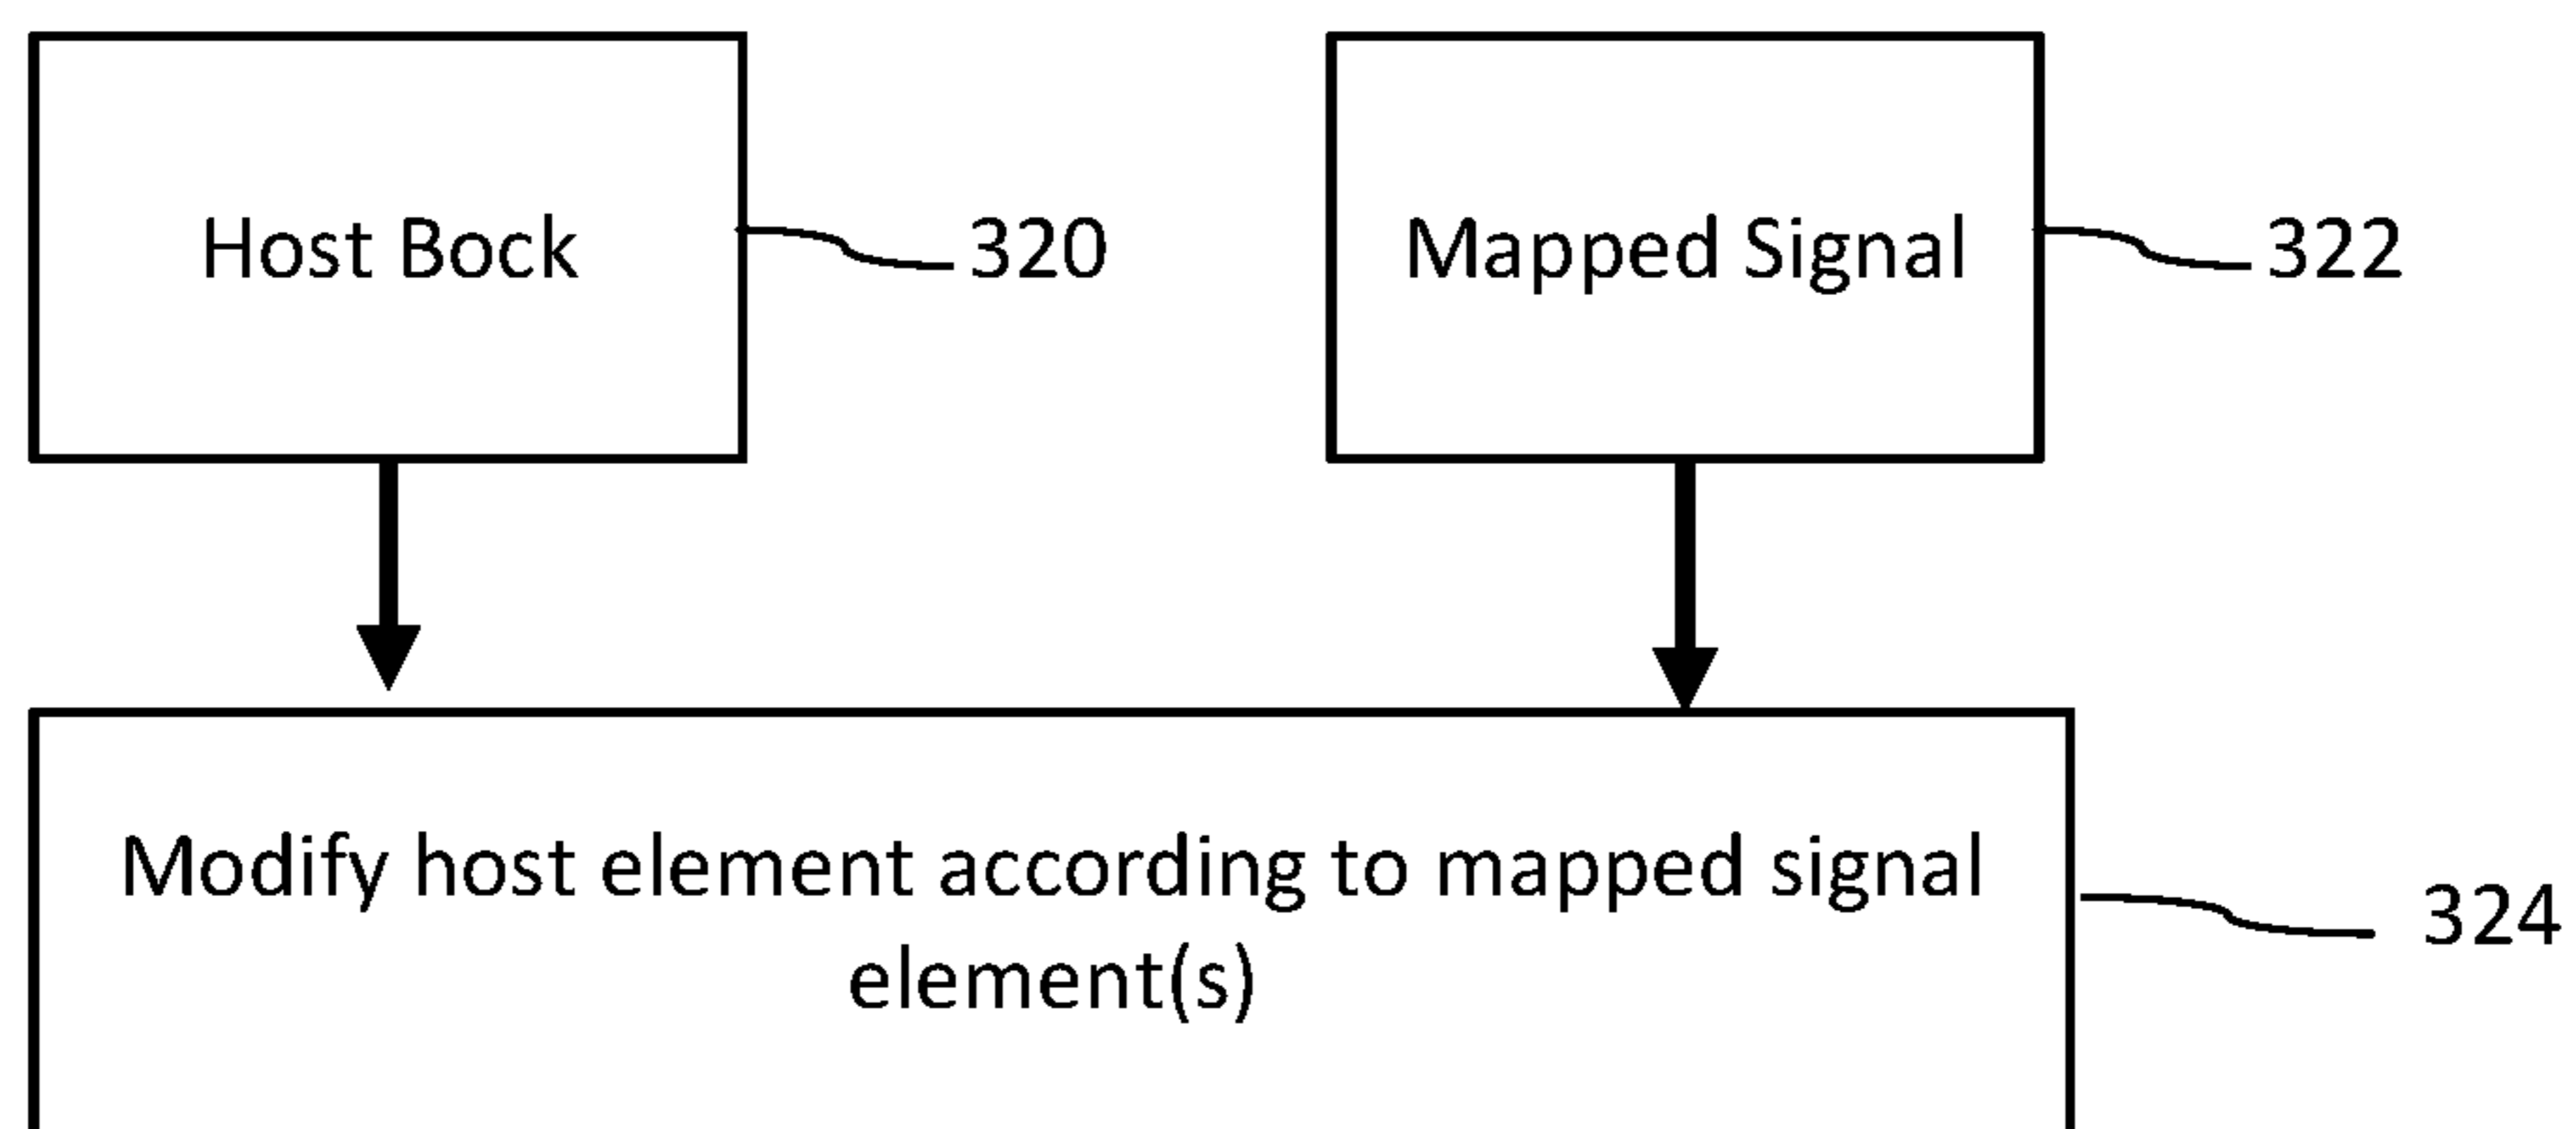 Host Bock
320
Mapped Signal
322
Modify host element according to mapped signal
element(s)
324